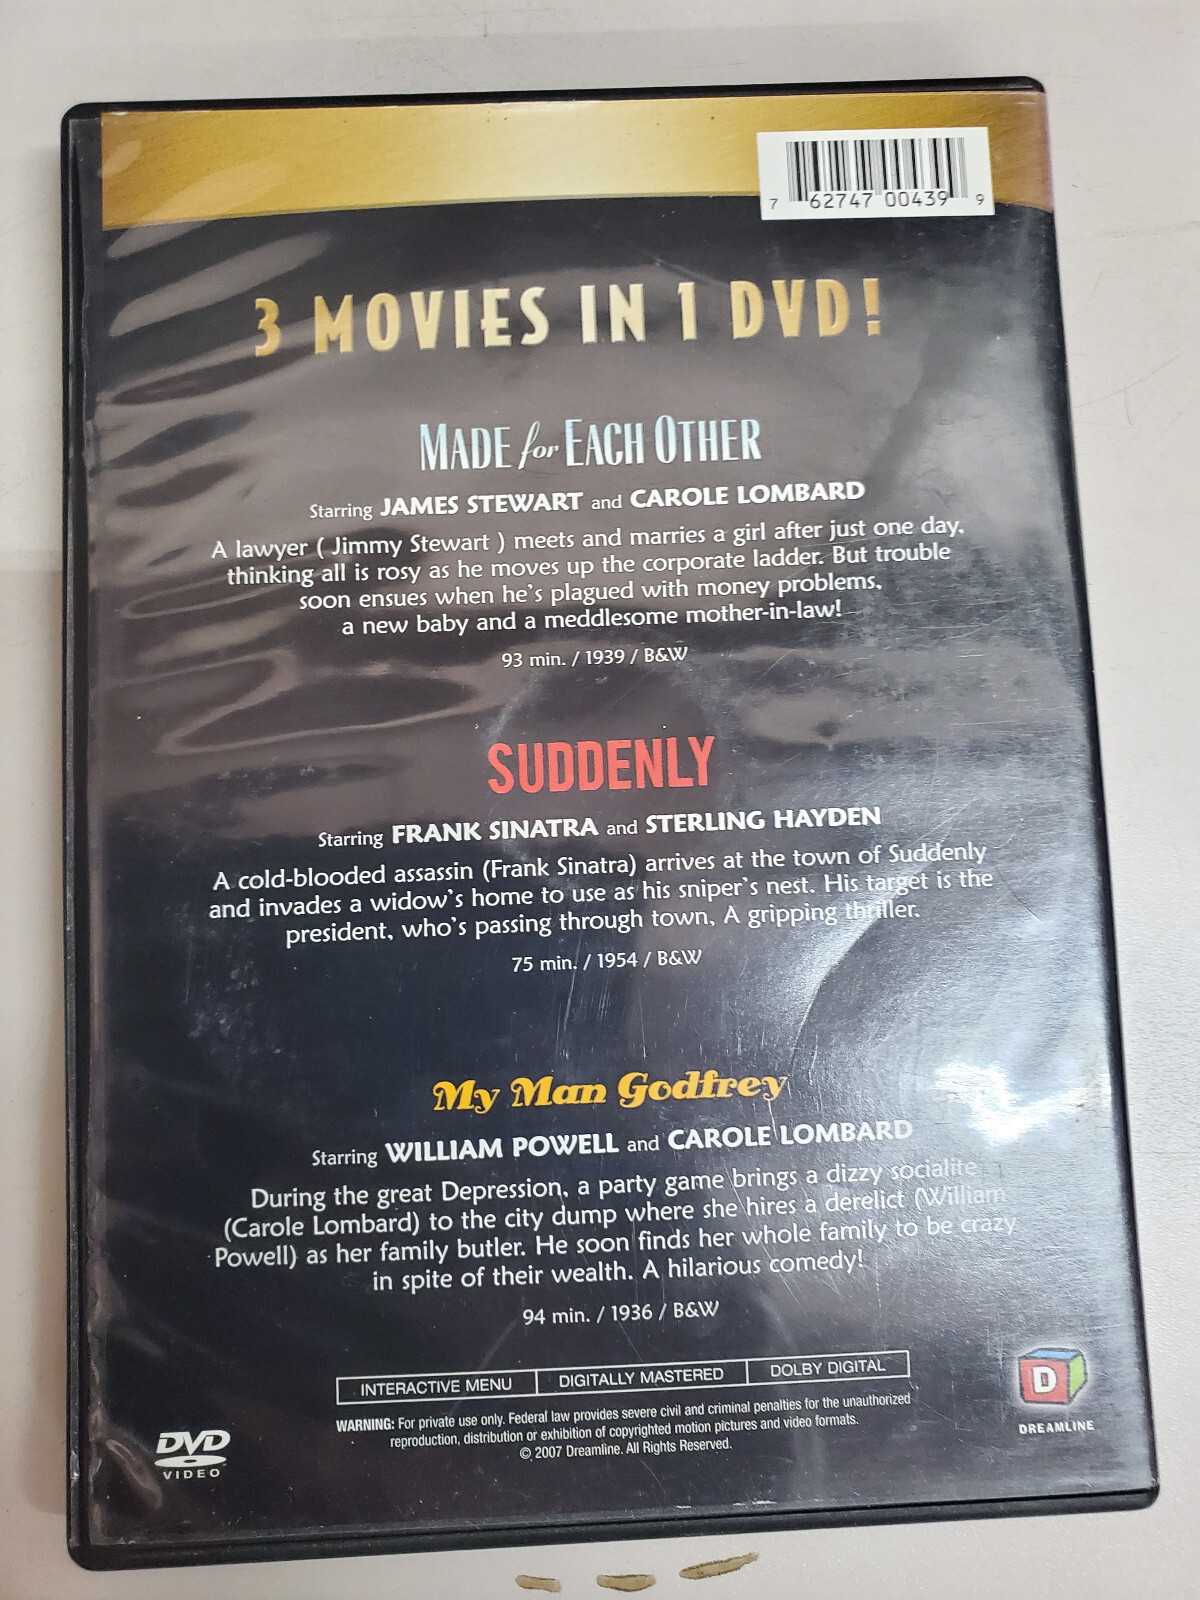 7 62747 00439 9
3 MOVIES IN 1 DVD!
MADE for EACH OTHER
Starring JAMES STEWART and CAROLE LOMBARD
A lawyer ( Jimmy Stewart ) meets and marries a girl after just one day,
thinking all is rosy as he moves up the corporate ladder. But trouble
soon ensues when he's plagued with money problems,
a new baby and a meddlesome mother-in-law!
93 min. / 1939 / B&W
SUDDENLY
Starring FRANK SINATRA and STERLING HAYDEN
A cold-blooded assassin (Frank Sinatra) arrives at the town of Suddenly
and invades a widow's home to use as his sniper's nest. His target is the
president, who's passing through town, A gripping thriller.
75 min. / 1954 / B&W
My Man Godfrey
Starring WILLIAM POWELL and CAROLE LOMBARD
During the great Depression, a party game brings a dizzy socialite
(Carole Lombard) to the city dump where she hires a derelict (William
Powell) as her family butler. He soon finds her whole family to be crazy
in spite of their wealth. A hilarious comedy!
94 min. / 1936 / B&W
INTERACTIVE MENU DIGITALLY MASTERED DOLBY DIGITAL
WARNING: For private use only. Federal law provides severe civil and criminal penalties for the unauthorized
reproduction, distribution or exhibition of copyrighted motion pictures and video formats.
© 2007 Dreamline. All Rights Reserved.
DVD
VIDEO
D
DREAMLINE